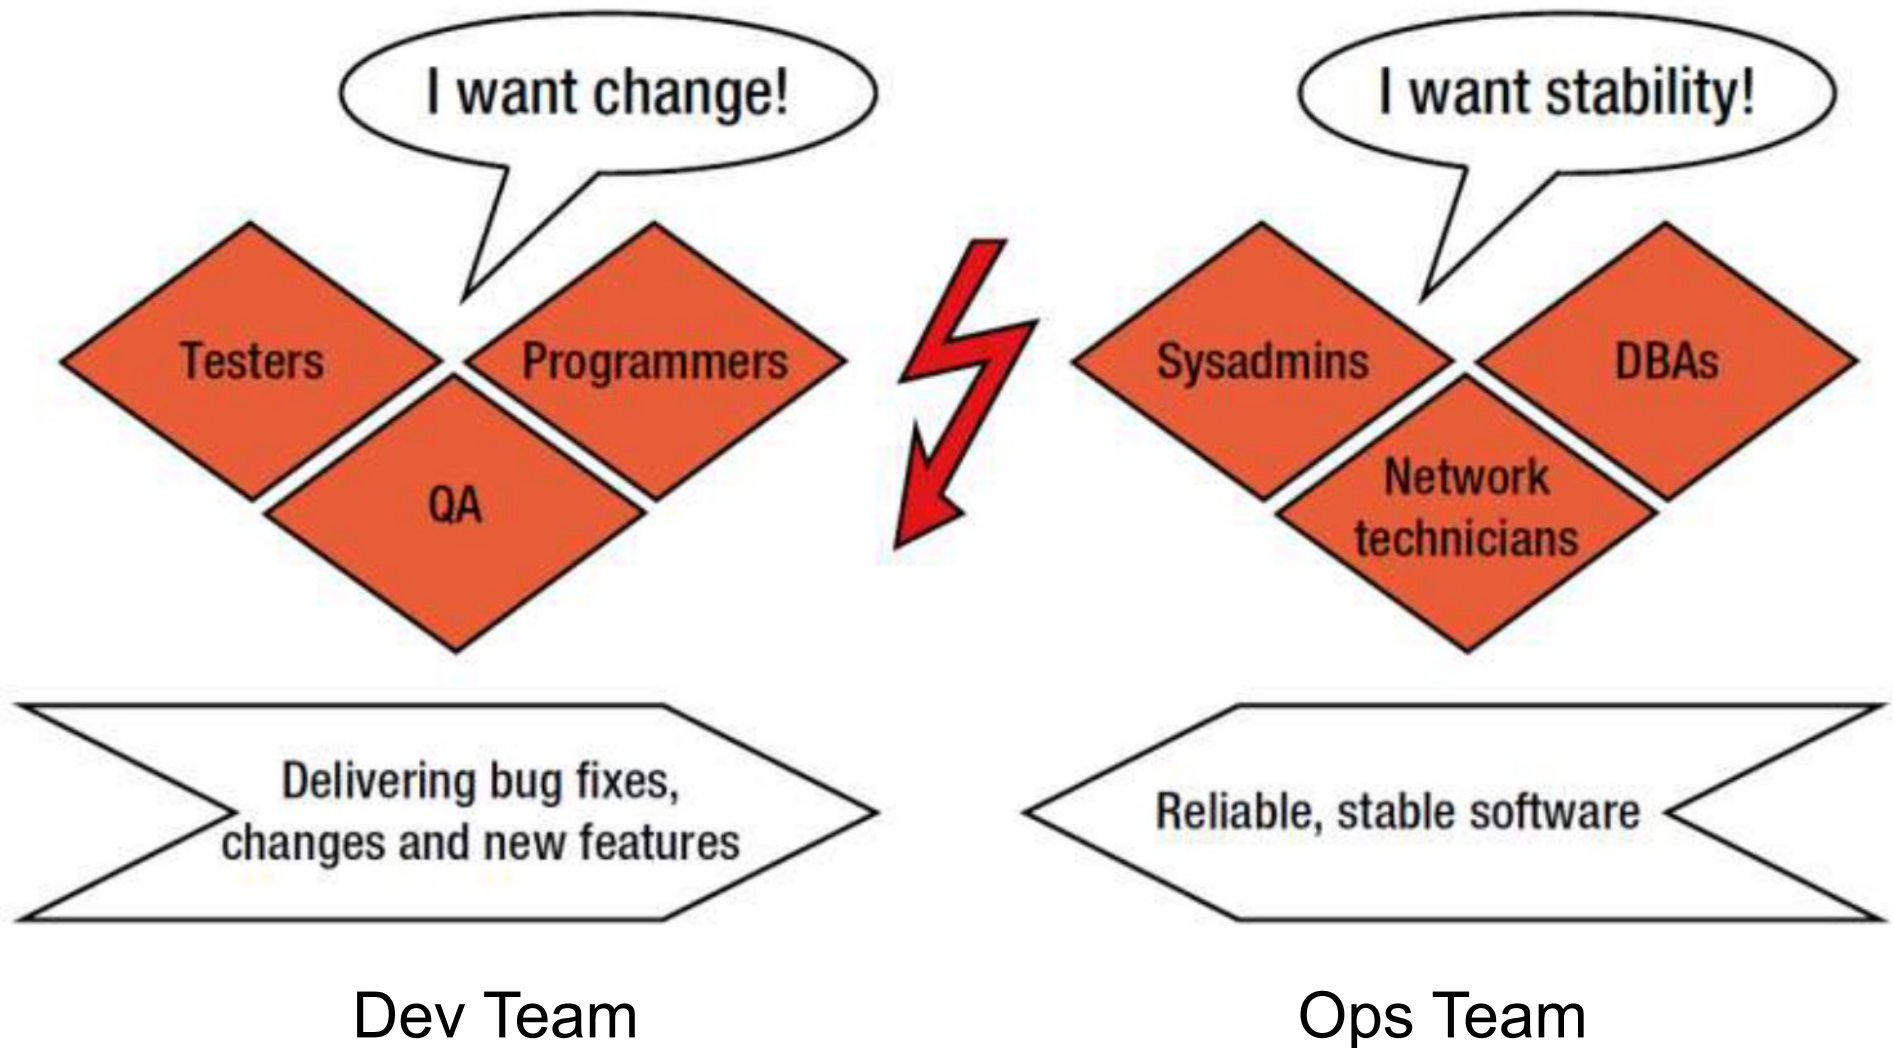 I want change!
I want stability!
Testers
Programmers
QA
Sysadmins
DBAs
Network
technicians
Delivering bug fixes,
changes and new features
Reliable, stable software
Dev Team
Ops Team